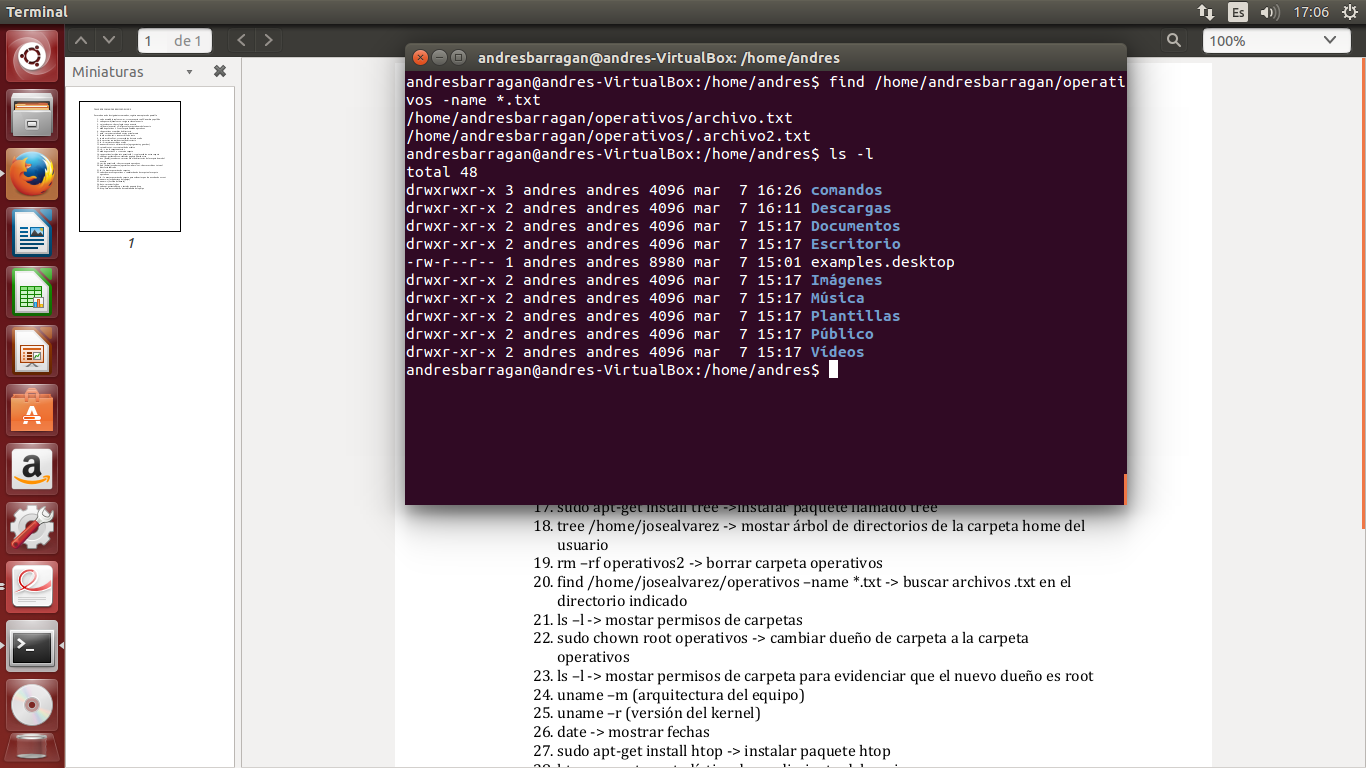 Terminal
Es
17:06
1 de 1
100%
Miniaturas
1
andresbarragan@andres-VirtualBox: /home/andres
andresbarragan@andres-VirtualBox:/home/andres$ find /home/andresbarragan/operati
vos -name *.txt
/home/andresbarragan/operativos/archivo.txt
/home/andresbarragan/operativos/.archivo2.txt
andresbarragan@andres-VirtualBox:/home/andres$ ls -l
total 48
drwxrwxr-x 3 andres andres 4096 mar  7 16:26 comandos
drwxr-xr-x 2 andres andres 4096 mar  7 16:11 Descargas
drwxr-xr-x 2 andres andres 4096 mar  7 15:17 Documentos
drwxr-xr-x 2 andres andres 4096 mar  7 15:17 Escritorio
-rw-r--r-- 1 andres andres 8980 mar  7 15:01 examples.desktop
drwxr-xr-x 2 andres andres 4096 mar  7 15:17 Imágenes
drwxr-xr-x 2 andres andres 4096 mar  7 15:17 Música
drwxr-xr-x 2 andres andres 4096 mar  7 15:17 Plantillas
drwxr-xr-x 2 andres andres 4096 mar  7 15:17 Público
drwxr-xr-x 2 andres andres 4096 mar  7 15:17 Vídeos
andresbarragan@andres-VirtualBox:/home/andres$
17. sudo apt-get install tree ->instalar paquete llamado tree
18. tree /home/josealvarez -> mostar árbol de directorios de la carpeta home del
usuario
19. rm –rf operativos2 -> borrar carpeta operativos
20. find /home/josealvarez/operativos –name *.txt -> buscar archivos .txt en el
directorio indicado
21. ls –l -> mostar permisos de carpetas
22. sudo chown root operativos -> cambiar dueño de carpeta a la carpeta
operativos
23. ls –l -> mostar permisos de carpeta para evidenciar que el nuevo dueño es root
24. uname –m (arquitectura del equipo)
25. uname –r (versión del kernel)
26. date -> mostrar fechas
27. sudo apt-get install htop -> instalar paquete htop